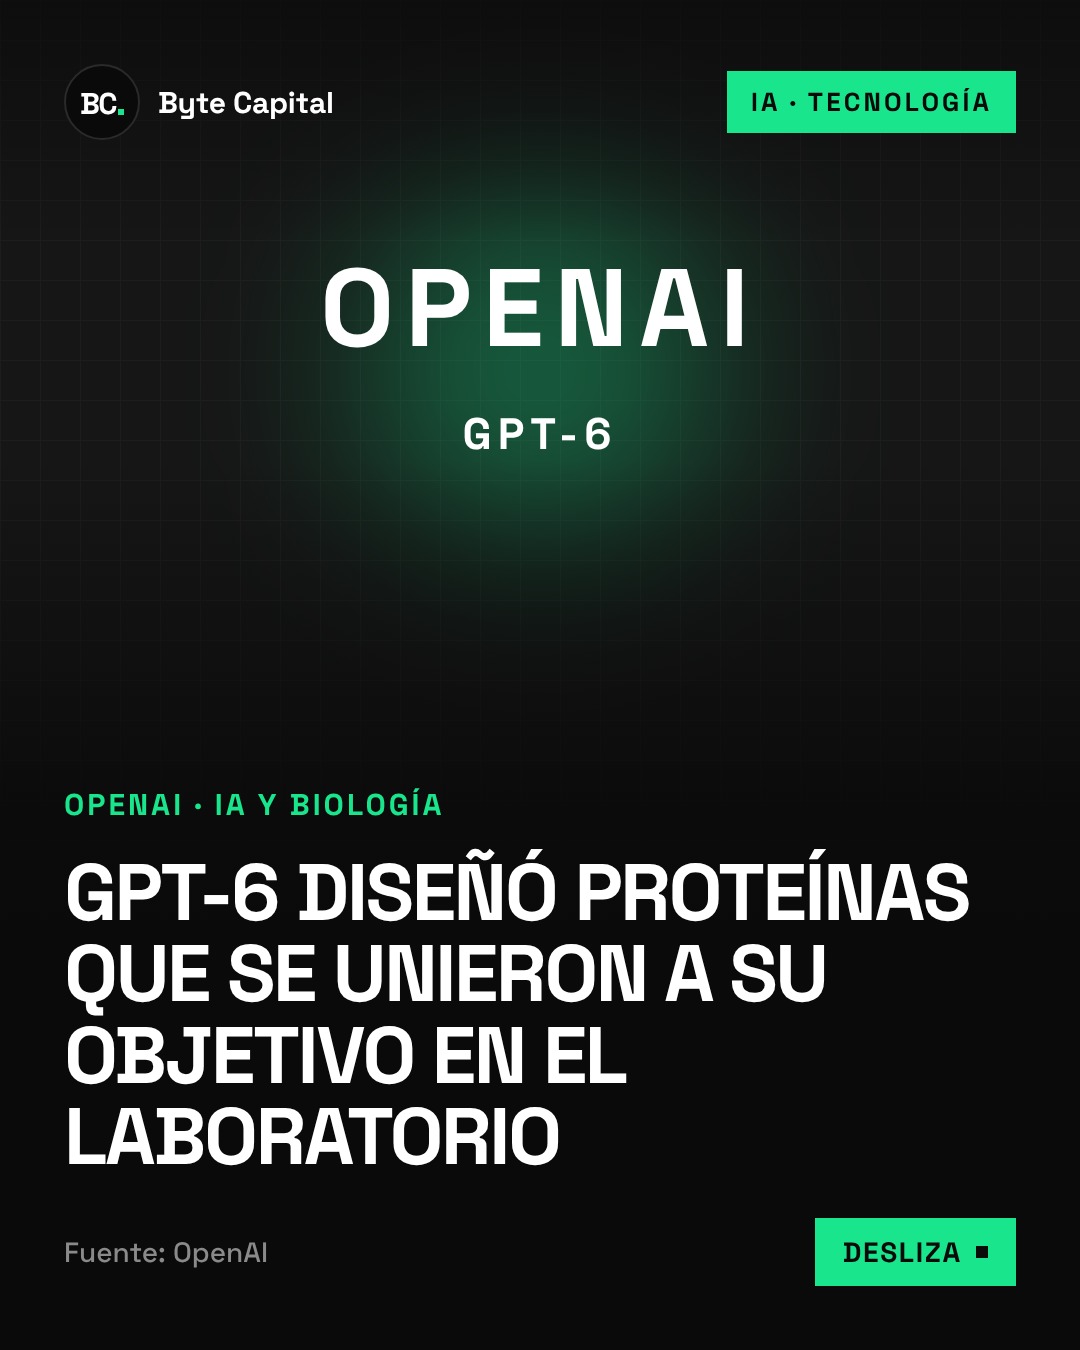 BC.
Byte Capital
IA · TECNOLOGÍA
OPENAI
GPT-6
OPENAI · IA Y BIOLOGÍA
GPT-6 DISEÑÓ PROTEÍNAS
QUE SE UNIERON A SU
OBJETIVO EN EL
LABORATORIO
Fuente: OpenAI
DESLIZA